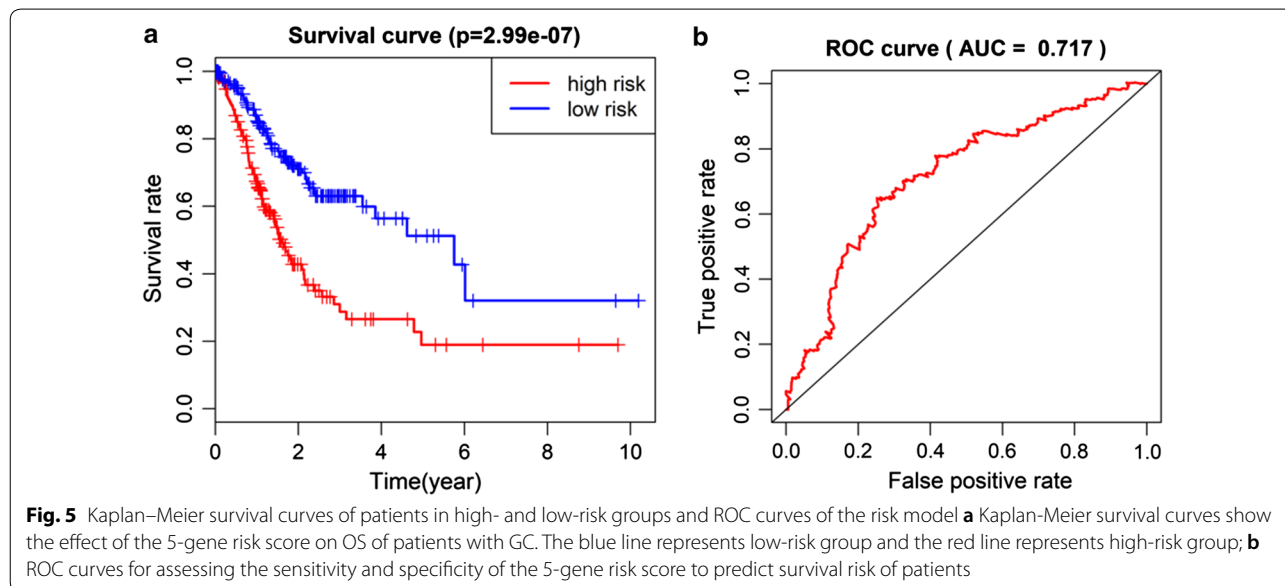 a
Survival curve (p=2.99e-07)
high risk
low risk
Survival rate
1.0
0.8
0.6
0.4
0.2
0.0
0 2 4 6 8 10
Time(year)
b
ROC curve ( AUC = 0.717 )
True positive rate
1.0
0.8
0.6
0.4
0.2
0.0
0.0 0.2 0.4 0.6 0.8 1.0
False positive rate
Fig. 5 Kaplan–Meier survival curves of patients in high- and low-risk groups and ROC curves of the risk model a Kaplan-Meier survival curves show
the effect of the 5-gene risk score on OS of patients with GC. The blue line represents low-risk group and the red line represents high-risk group; b
ROC curves for assessing the sensitivity and specificity of the 5-gene risk score to predict survival risk of patients